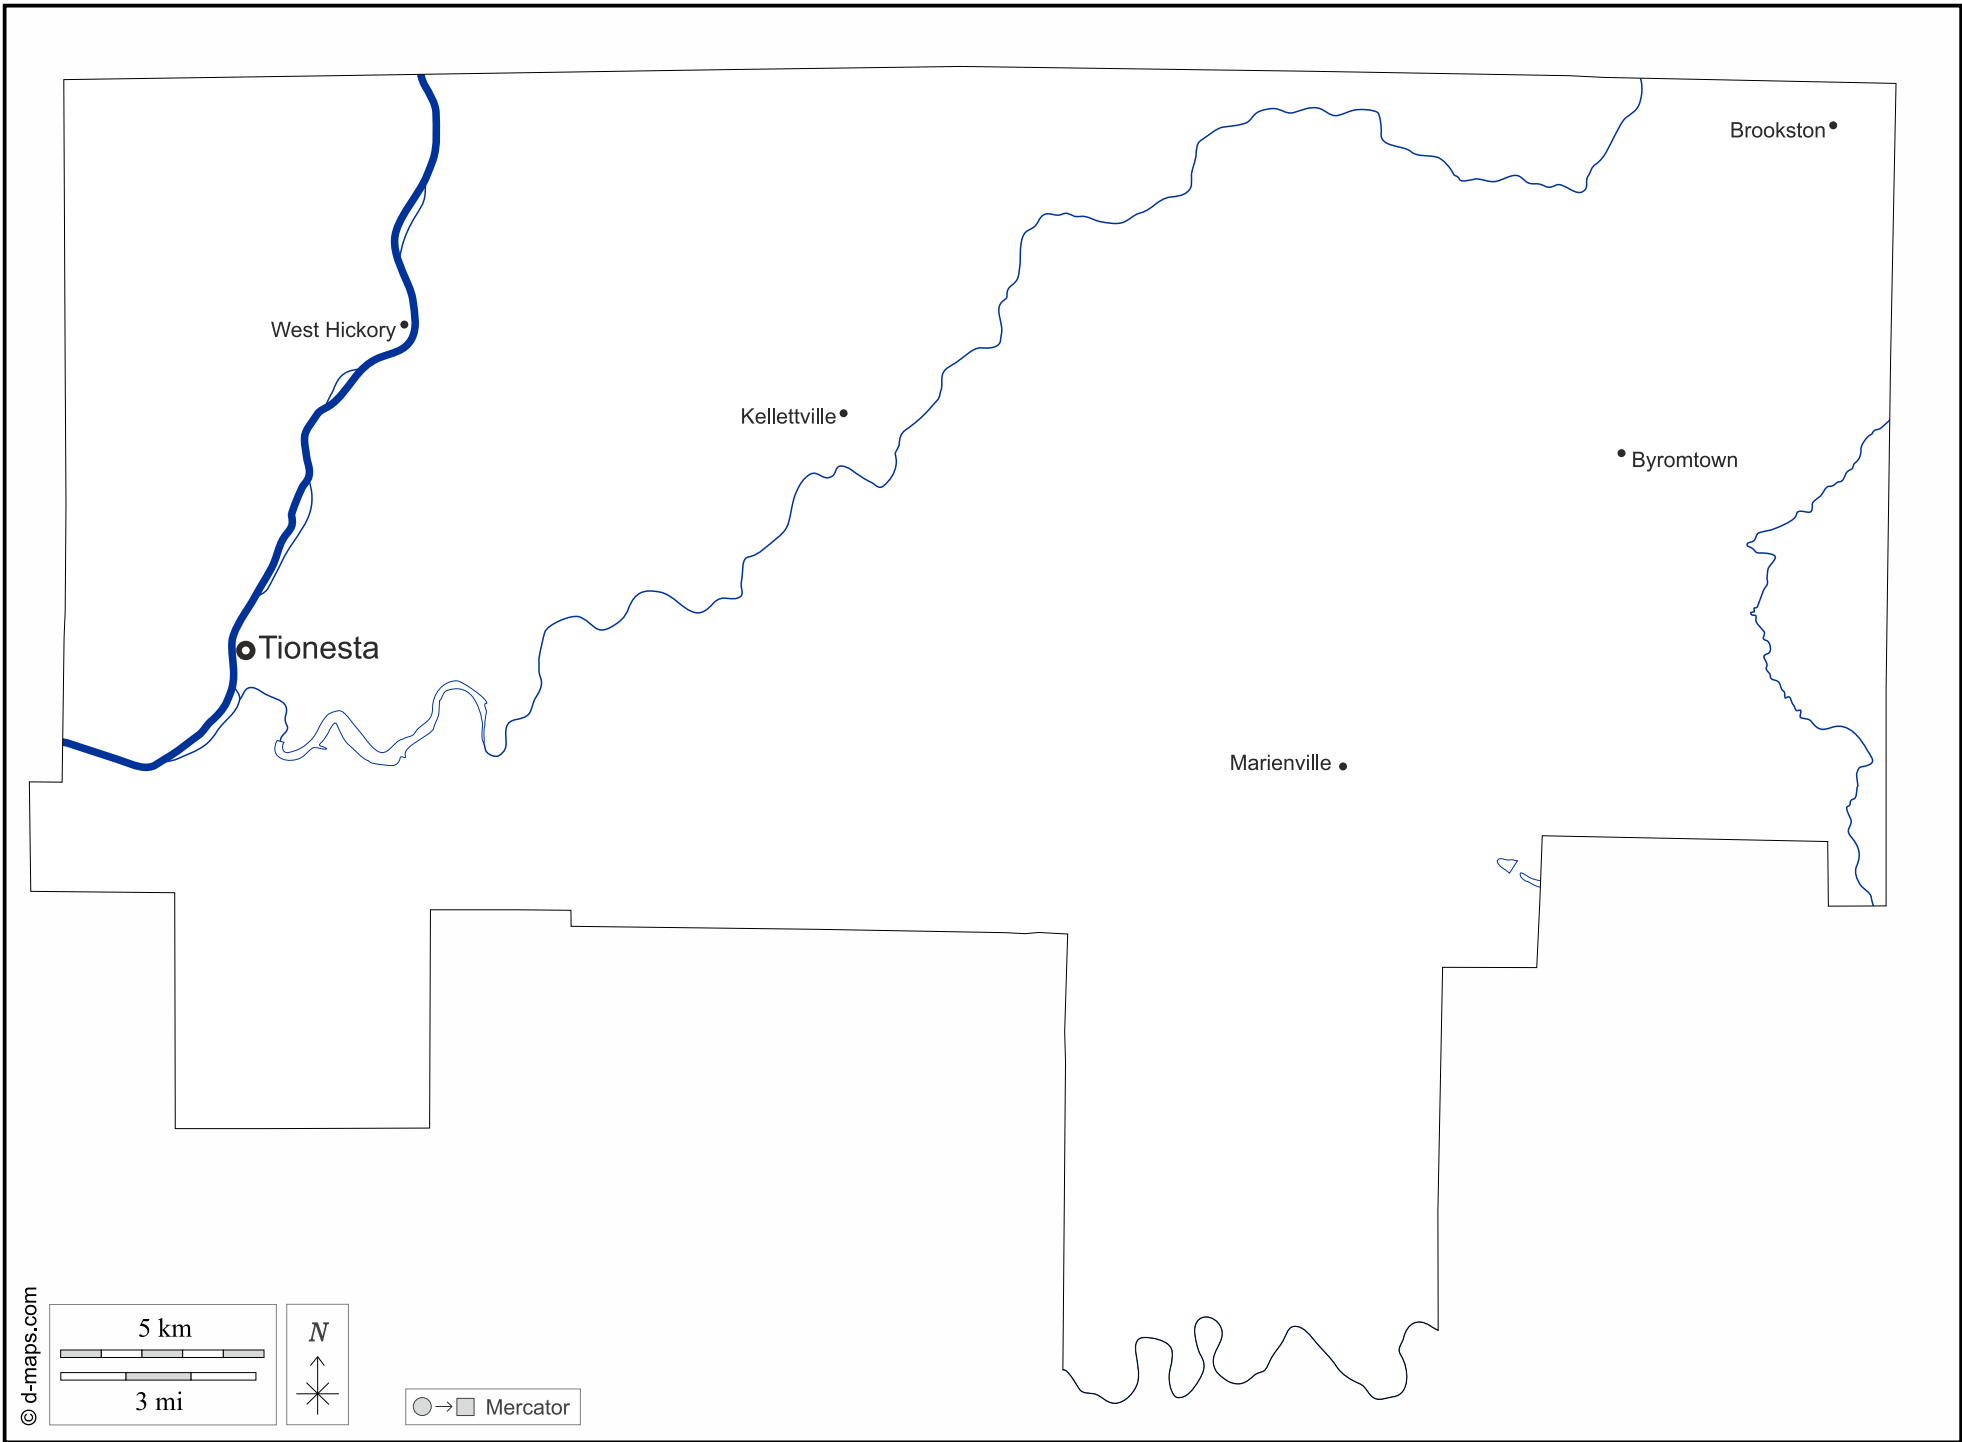 Brookston
West Hickory
Kellettville
Byromtown
Tionesta
Marienville
© d-maps.com
5 km
3 mi
N
Mercator